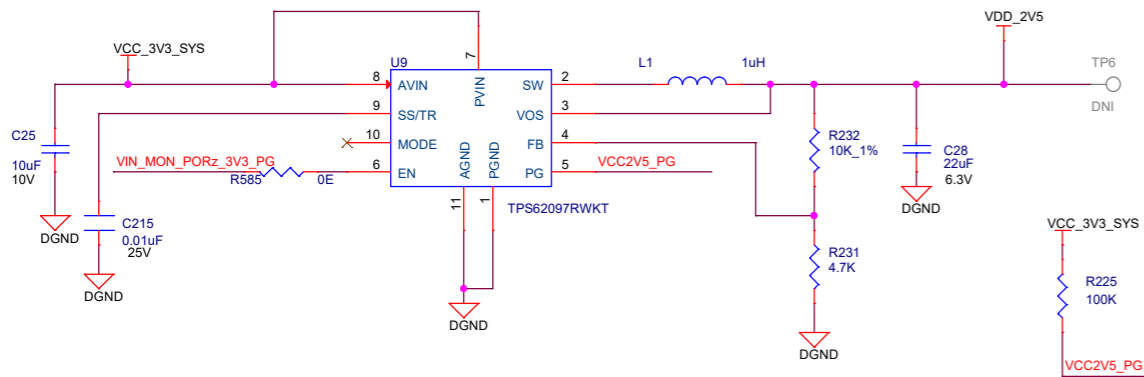 VCC_3V3_SYS
VDD_2V5
U9
7
L1
1uH
TP6
DNI
8
AVIN
PVIN
SW
2
9
SS/TR
VOS
3
10
MODE
FB
4
6
EN
AGND
PGND
PG
5
C25
10uF
10V
VIN_MON_PORz_3V3_PG
R585
0E
VCC2V5_PG
R232
10K_1%
C28
22uF
6.3V
11
1
TPS62097RWKT
DGND
C215
0.01uF
25V
DGND
DGND
DGND
R231
4.7K
DGND
VCC_3V3_SYS
R225
100K
VCC2V5_PG